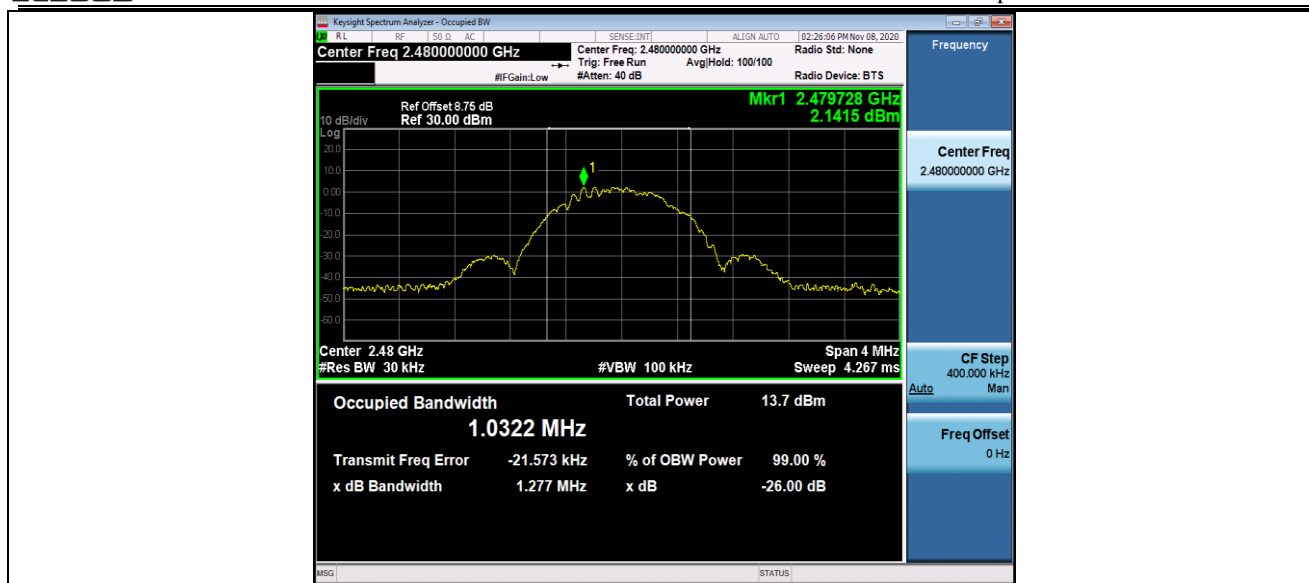 Keysight Spectrum Analyzer - Occupied BW
RL RF 50 Ω AC SENSE:INT ALIGN AUTO 02:26:06 PM Nov 08, 2020
Center Freq 2.480000000 GHz
Center Freq: 2.480000000 GHz Radio Std: None
Trig: Free Run Avg|Hold: 100/100
#IFGain:Low #Atten: 40 dB Radio Device: BTS
Frequency
Mkr1 2.479728 GHz
2.1415 dBm
Ref Offset 8.75 dB
10 dB/div Ref 30.00 dBm
Log
20.0
10.0
0.00
-10.0
-20.0
-30.0
-40.0
-50.0
-60.0
1
Center 2.48 GHz Span 4 MHz
#Res BW 30 kHz #VBW 100 kHz Sweep 4.267 ms
Occupied Bandwidth Total Power 13.7 dBm
1.0322 MHz
Transmit Freq Error -21.573 kHz % of OBW Power 99.00 %
x dB Bandwidth 1.277 MHz x dB -26.00 dB
Center Freq
2.480000000 GHz
CF Step
400.000 kHz
Auto Man
Freq Offset
0 Hz
MSG STATUS